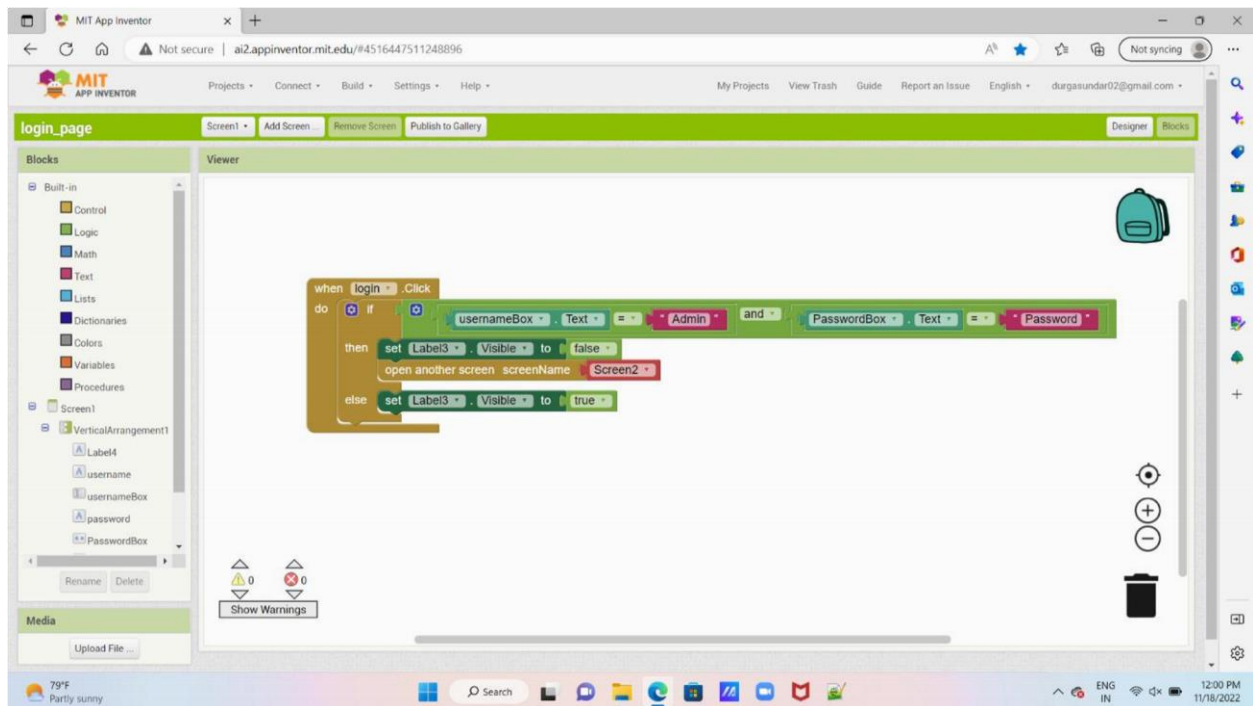 MIT App Inventor
Not secure | ai2.appinventor.mit.edu/#4516447511248896
Not syncing
MIT
APP INVENTOR
Projects Connect Build Settings Help My Projects View Trash Guide Report an Issue English durgasundar02@gmail.com
login_page Screen1 Add Screen ... Remove Screen Publish to Gallery Designer Blocks
Blocks Viewer
Built-in
Control
Logic
Math
Text
Lists
Dictionaries
Colors
Variables
Procedures
Screen1
VerticalArrangement1
Label4
username
usernameBox
password
PasswordBox
Rename Delete
Media
Upload File ...
when login .Click
do if usernameBox . Text = " Admin " and PasswordBox . Text = " Password "
then set Label3 . Visible to false
open another screen screenName Screen2
else set Label3 . Visible to true
0 0
Show Warnings
79°F
Partly sunny
Search
ENG
IN
12:00 PM
11/18/2022